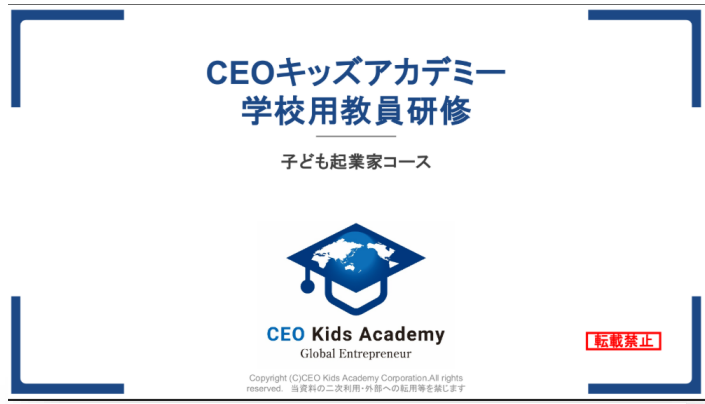 CEOキッズアカデミー
学校用教員研修
子ども起業家コース
CEO Kids Academy
Global Entrepreneur
転載禁止
Copyright (C)CEO Kids Academy Corporation.All rights
reserved. 当資料の二次利用・外部への転用等を禁じます